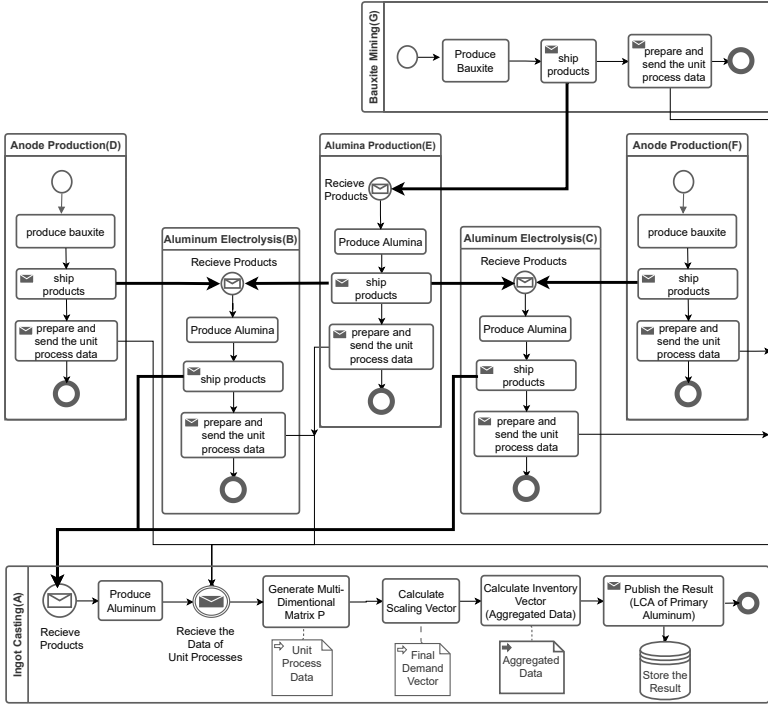 Bauxite Mining(G)
Produce
Bauxite
ship
products
prepare and
send the unit
process data
Anode Production(D)
produce bauxite
ship
products
prepare and
send the unit
process data
Aluminum Electrolysis(B)
Recieve Products
Produce Alumina
ship products
prepare and
send the unit
process data
Alumina Production(E)
Recieve
Products
Produce Alumina
ship
products
prepare and
send the unit
process data
Aluminum Electrolysis(C)
Recieve Products
Produce Alumina
ship
products
prepare and
send the unit
process data
Anode Production(F)
produce bauxite
ship
products
prepare and
send the unit
process data
Ingot Casting(A)
Recieve
Products
Produce
Aluminum
Recieve the
Data of
Unit Processes
Generate Multi-
Dimentional
Matrix P
Unit
Process
Data
Calculate
Scaling Vector
Final
Demand
Vector
Calculate Inventory
Vector
(Aggregated Data)
Aggregated
Data
Publish the Result
(LCA of Primary
Aluminum)
Store the
Result